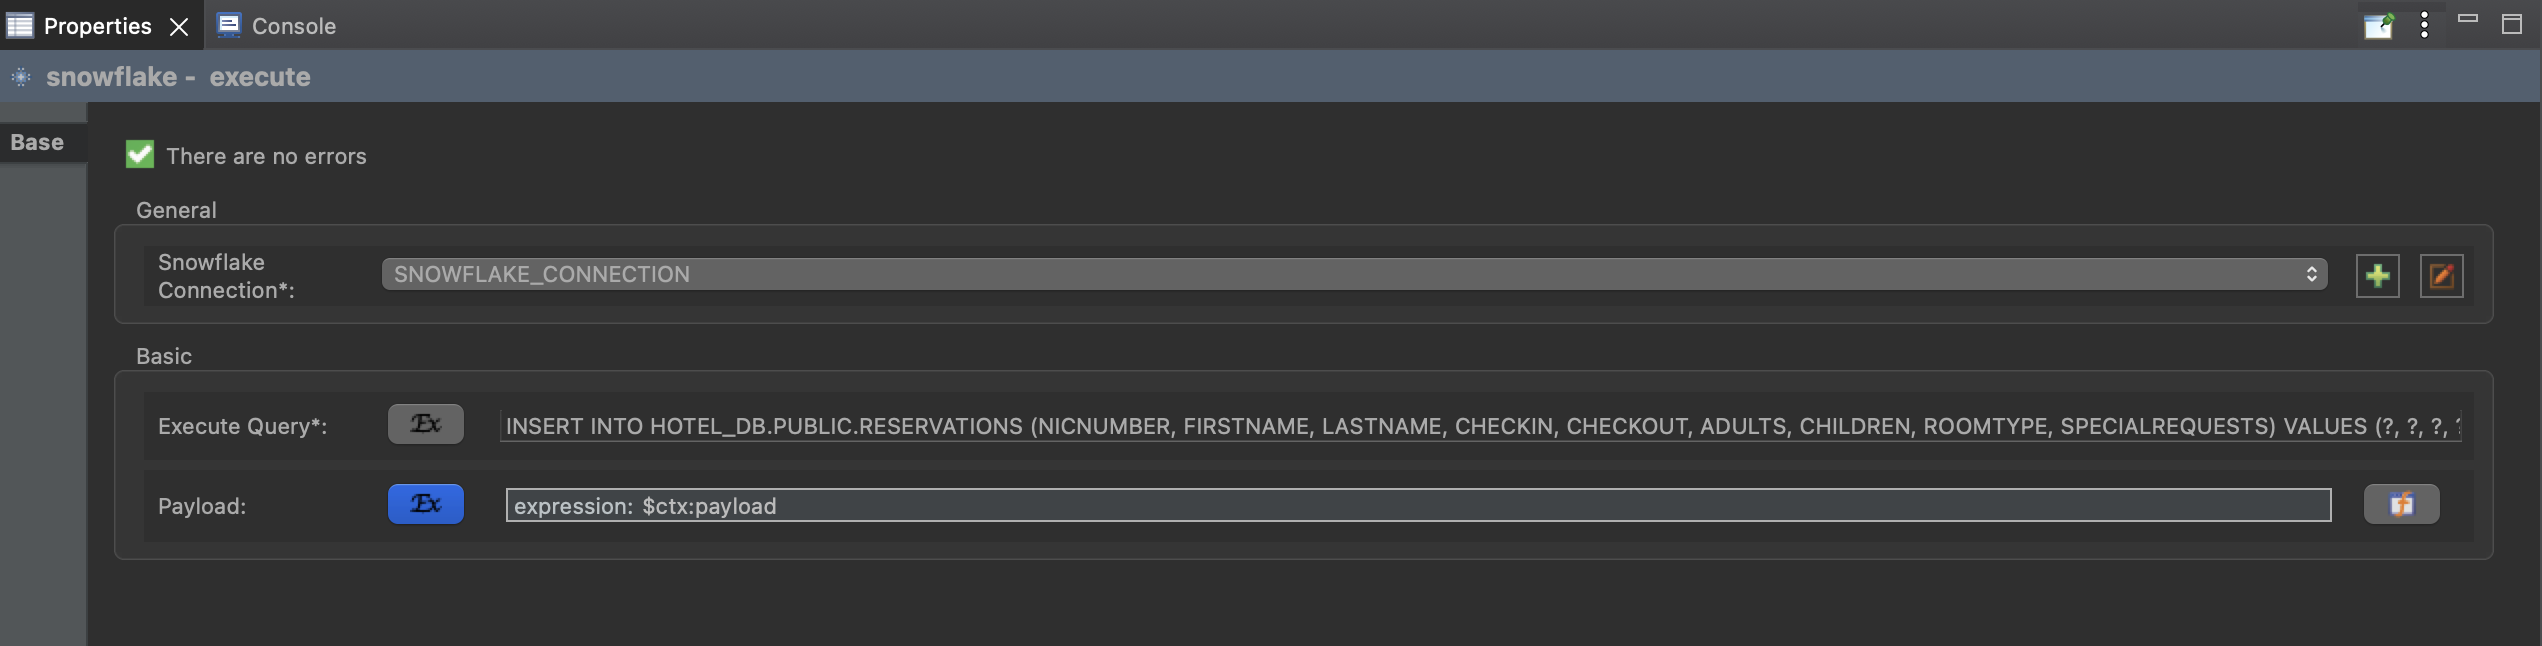 Properties
Console
snowflake - execute
Base
There are no errors
General
Snowflake
Connection*:
SNOWFLAKE_CONNECTION
Basic
Execute Query*:
Ex
INSERT INTO HOTEL_DB.PUBLIC.RESERVATIONS (NICNUMBER, FIRSTNAME, LASTNAME, CHECKIN, CHECKOUT, ADULTS, CHILDREN, ROOMTYPE, SPECIALREQUESTS) VALUES (?, ?, ?, ?
Payload:
Ex
expression: $ctx:payload
f